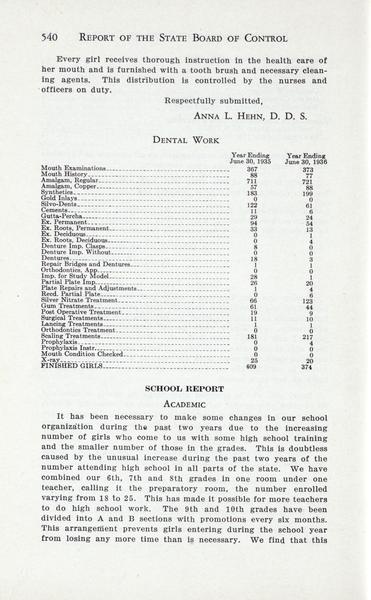 540 REPORT OF THE STATE BOARD OF CONTROL
Every girl receives thorough instruction in the health care of
her mouth and is furnished with a tooth brush and necessary clean-
ing agents. This distribution is controlled by the nurses and
officers on duty.
Respectfully submitted,
ANNA L. HEHN, D. D. S.
DENTAL WORK
Year Ending Year Ending
June 30, 1935 June 30, 1936
Mouth Examinations 367 373
Mouth History 88 77
Amalgam, Regular 711 721
Amalgam, Copper 57 88
Synthetics 183 199
Gold Inlays 0 0
Silvo-Dents 122 61
Cements 11 6
Gutta-Percha 29 24
Ex. Permanent 94 54
Ex. Roots, Permanent 33 13
Ex. Deciduous 0 1
Ex. Roots, Deciduous 0 4
Denture Imp. Clasps 8 0
Denture Imp. Without 0 0
Dentures 18 3
Repair Bridges and Dentures 1 1
Orthodontics, App. 0 0
Imp. for Study Model 28 1
Partial Plate Imp. 26 20
Plate Repairs and Adjustments 1 4
Reed. Partial Plate 0 6
Silver Nitrate Treatment 66 123
Gum Treatments 61 44
Post Operative Treatment 19 9
Surgical Treatments 11 10
Lancing Treatments 1 1
Orthodontics Treatment 0 0
Scaling Treatments 181 217
Prophylaxis 0 4
Prophylaxis Instr. 0 0
Mouth Condition Checked 0 0
X-ray 25 20
FINISHED GIRLS 409 374
SCHOOL REPORT
ACADEMIC
It has been necessary to make some changes in our school
organization during the past two years due to the increasing
number of girls who come to us with some high school training
and the smaller number of those in the grades. This is doubtless
caused by the unusual increase during the past two years of the
number attending high school in all parts of the state. We have
combined our 6th, 7th and 8th grades in one room under one
teacher, calling it the preparatory room, the number enrolled
varying from 18 to 25. This has made it possible for more teachers
to do high school work. The 9th and 10th grades have been
divided into A and B sections with promotions every six months.
This arrangement prevents girls entering during the school year
from losing any more time than is necessary. We find that this